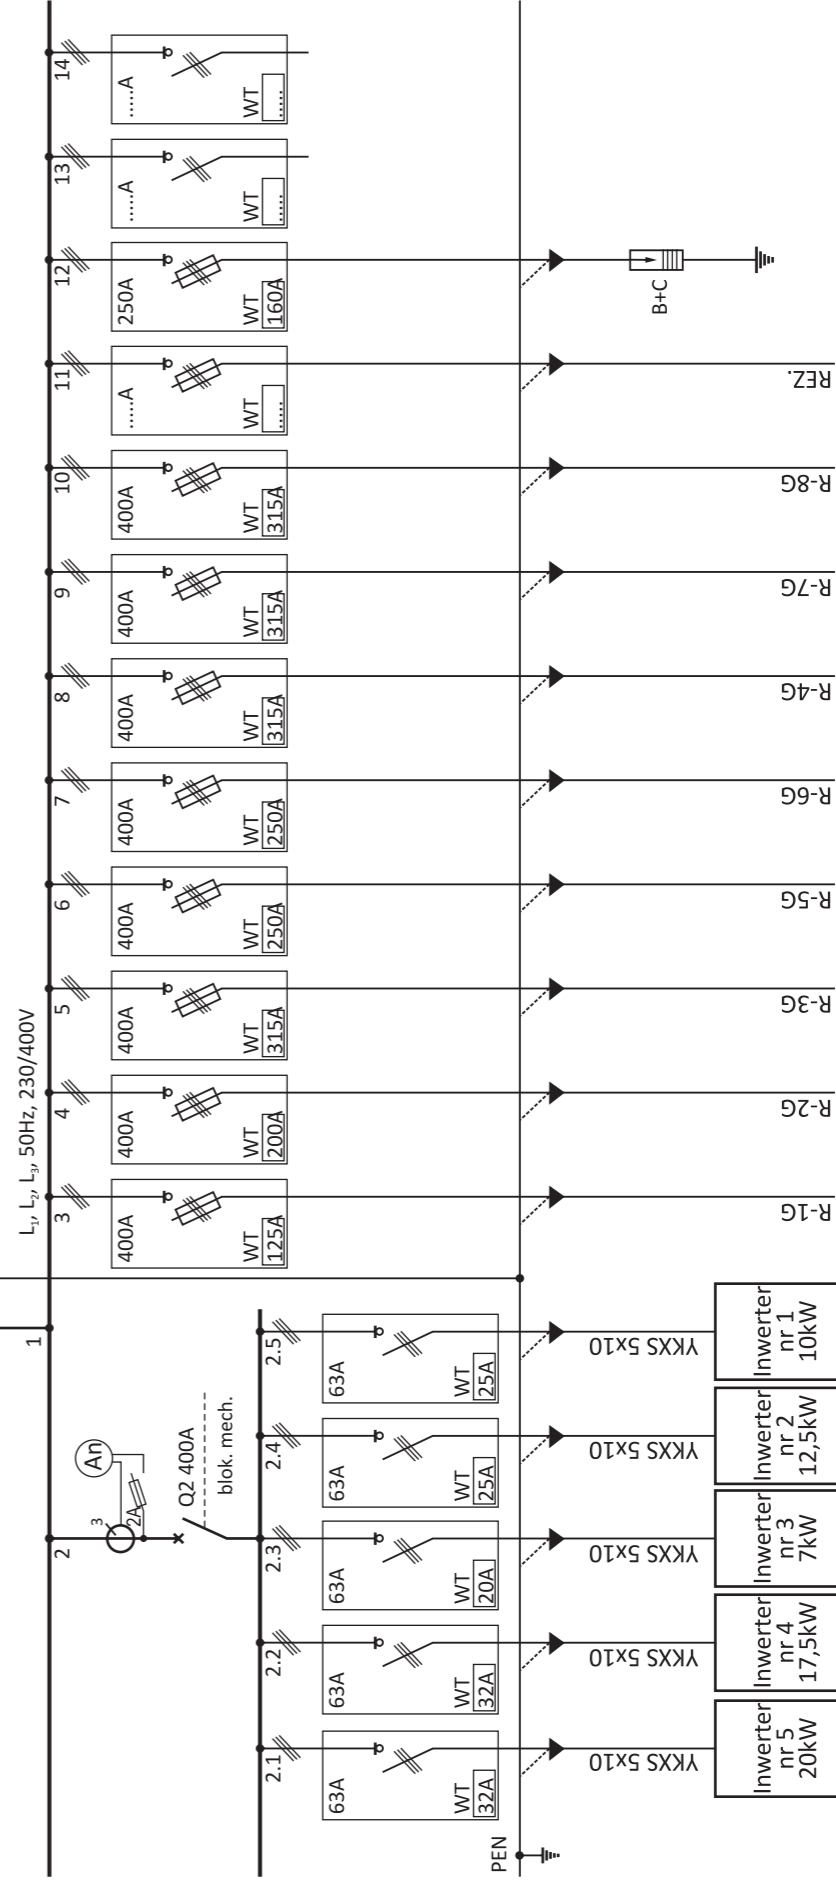 14
.....A
WT
.....
13
.....A
WT
.....
12
250A
WT
160A
B+C
11
.....A
WT
.....
REZ.
10
400A
WT
315A
R-8G
9
400A
WT
315A
R-7G
8
400A
WT
315A
R-4G
7
400A
WT
250A
R-6G
6
400A
WT
250A
R-5G
L₁, L₂, L₃, 50Hz, 230/400V
5
400A
WT
315A
R-3G
4
400A
WT
200A
R-2G
3
400A
WT
125A
R-1G
1
2
An
3
2A
Q2 400A
blok. mech.
2.5
63A
WT
25A
YKXS 5x10
Inwerter
nr 1
10kW
2.4
63A
WT
25A
YKXS 5x10
Inwerter
nr 2
12,5kW
2.3
63A
WT
20A
YKXS 5x10
Inwerter
nr 3
7kW
2.2
63A
WT
32A
YKXS 5x10
Inwerter
nr 4
17,5kW
2.1
63A
WT
32A
YKXS 5x10
Inwerter
nr 5
20kW
PEN